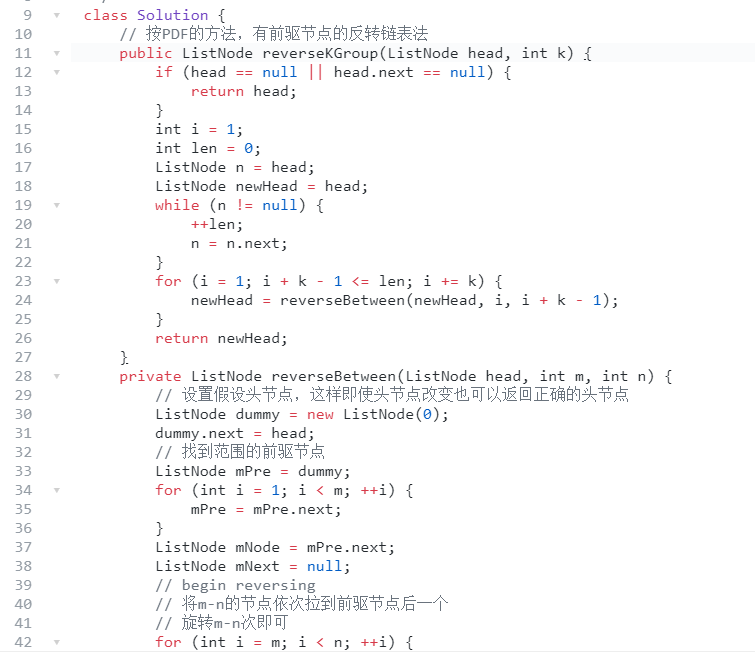 9 class Solution {
10 // 按PDF的方法，有前驱节点的反转链表法
11 public ListNode reverseKGroup(ListNode head, int k) {
12 if (head == null || head.next == null) {
13 return head;
14 }
15 int i = 1;
16 int len = 0;
17 ListNode n = head;
18 ListNode newHead = head;
19 while (n != null) {
20 ++len;
21 n = n.next;
22 }
23 for (i = 1; i + k - 1 <= len; i += k) {
24 newHead = reverseBetween(newHead, i, i + k - 1);
25 }
26 return newHead;
27 }
28 private ListNode reverseBetween(ListNode head, int m, int n) {
29 // 设置假设头节点，这样即使头节点改变也可以返回正确的头节点
30 ListNode dummy = new ListNode(0);
31 dummy.next = head;
32 // 找到范围的前驱节点
33 ListNode mPre = dummy;
34 for (int i = 1; i < m; ++i) {
35 mPre = mPre.next;
36 }
37 ListNode mNode = mPre.next;
38 ListNode mNext = null;
39 // begin reversing
40 // 将m-n的节点依次拉到前驱节点后一个
41 // 旋转m-n次即可
42 for (int i = m; i < n; ++i) {